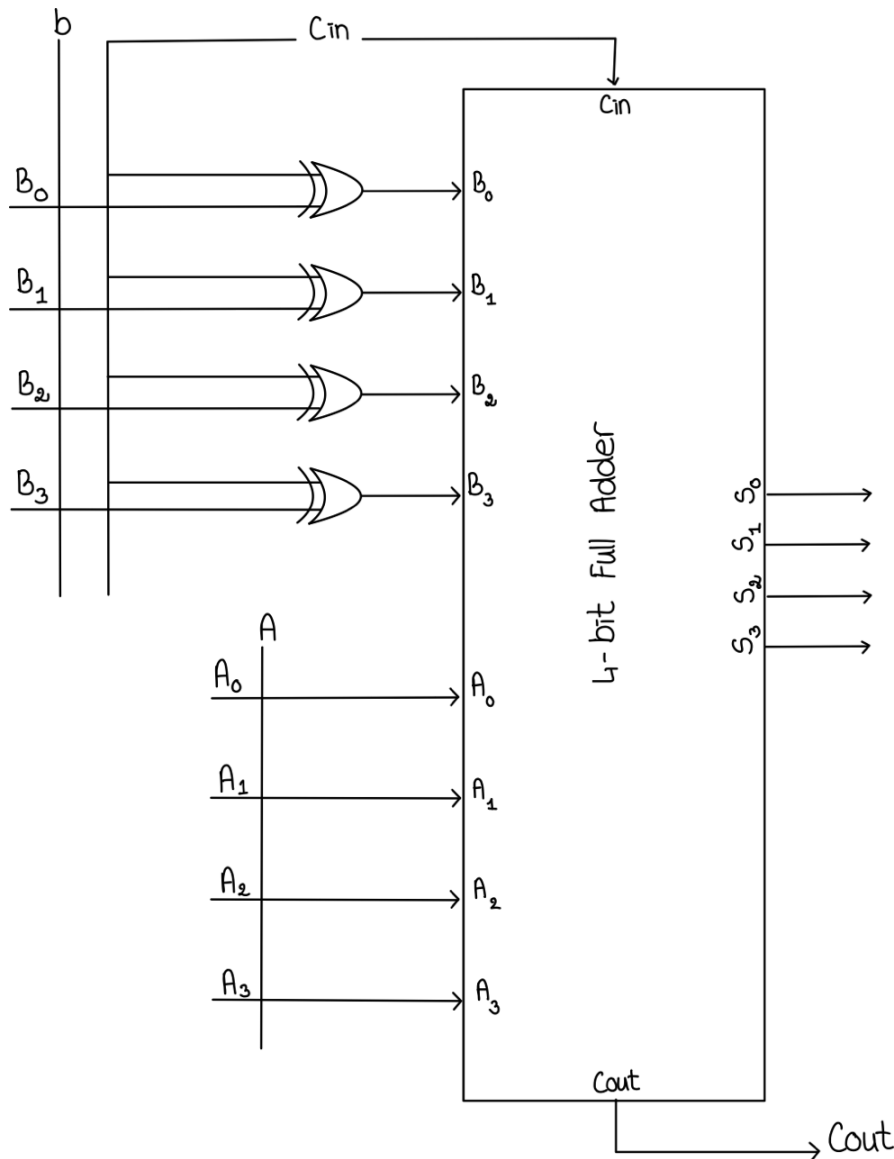 b
Cin
Cin
B₀
B₀
B₁
B₁
B₂
B₂
B₃
B₃
4-bit Full Adder
S₀
S₁
S₂
S₃
A
A₀
A₀
A₁
A₁
A₂
A₂
A₃
A₃
Cout
Cout